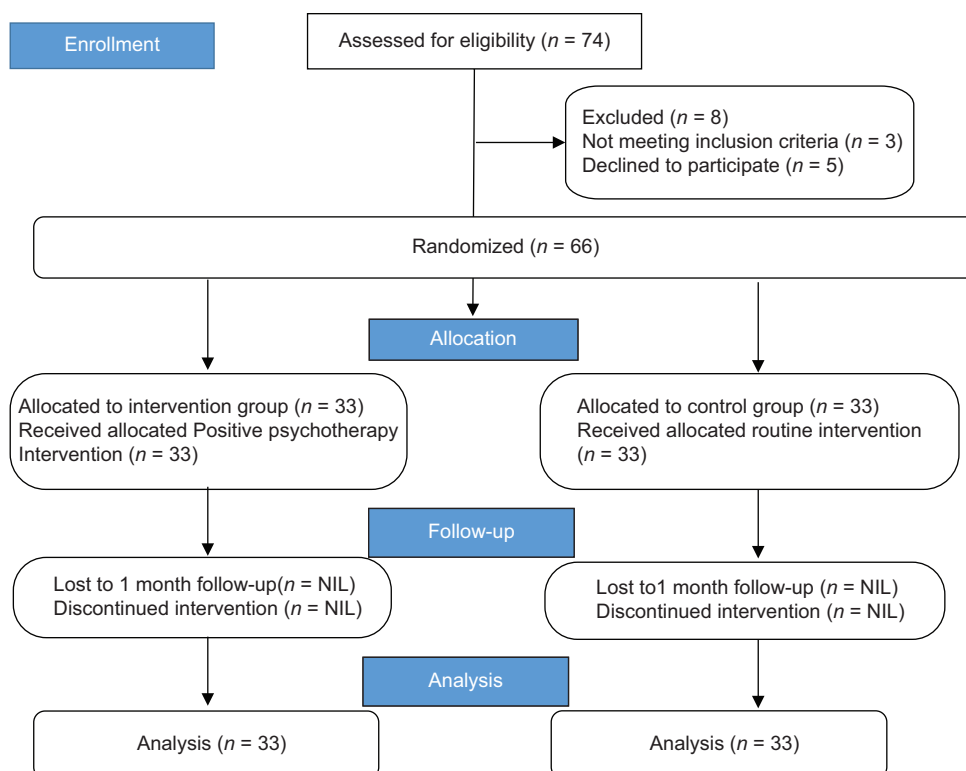 Enrollment
Assessed for eligibility (n = 74)
Excluded (n = 8)
Not meeting inclusion criteria (n = 3)
Declined to participate (n = 5)
Randomized (n = 66)
Allocation
Allocated to intervention group (n = 33)
Received allocated Positive psychotherapy
Intervention (n = 33)
Allocated to control group (n = 33)
Received allocated routine intervention
(n = 33)
Follow-up
Lost to 1 month follow-up(n = NIL)
Discontinued intervention (n = NIL)
Lost to1 month follow-up (n = NIL)
Discontinued intervention (n = NIL)
Analysis
Analysis (n = 33)
Analysis (n = 33)